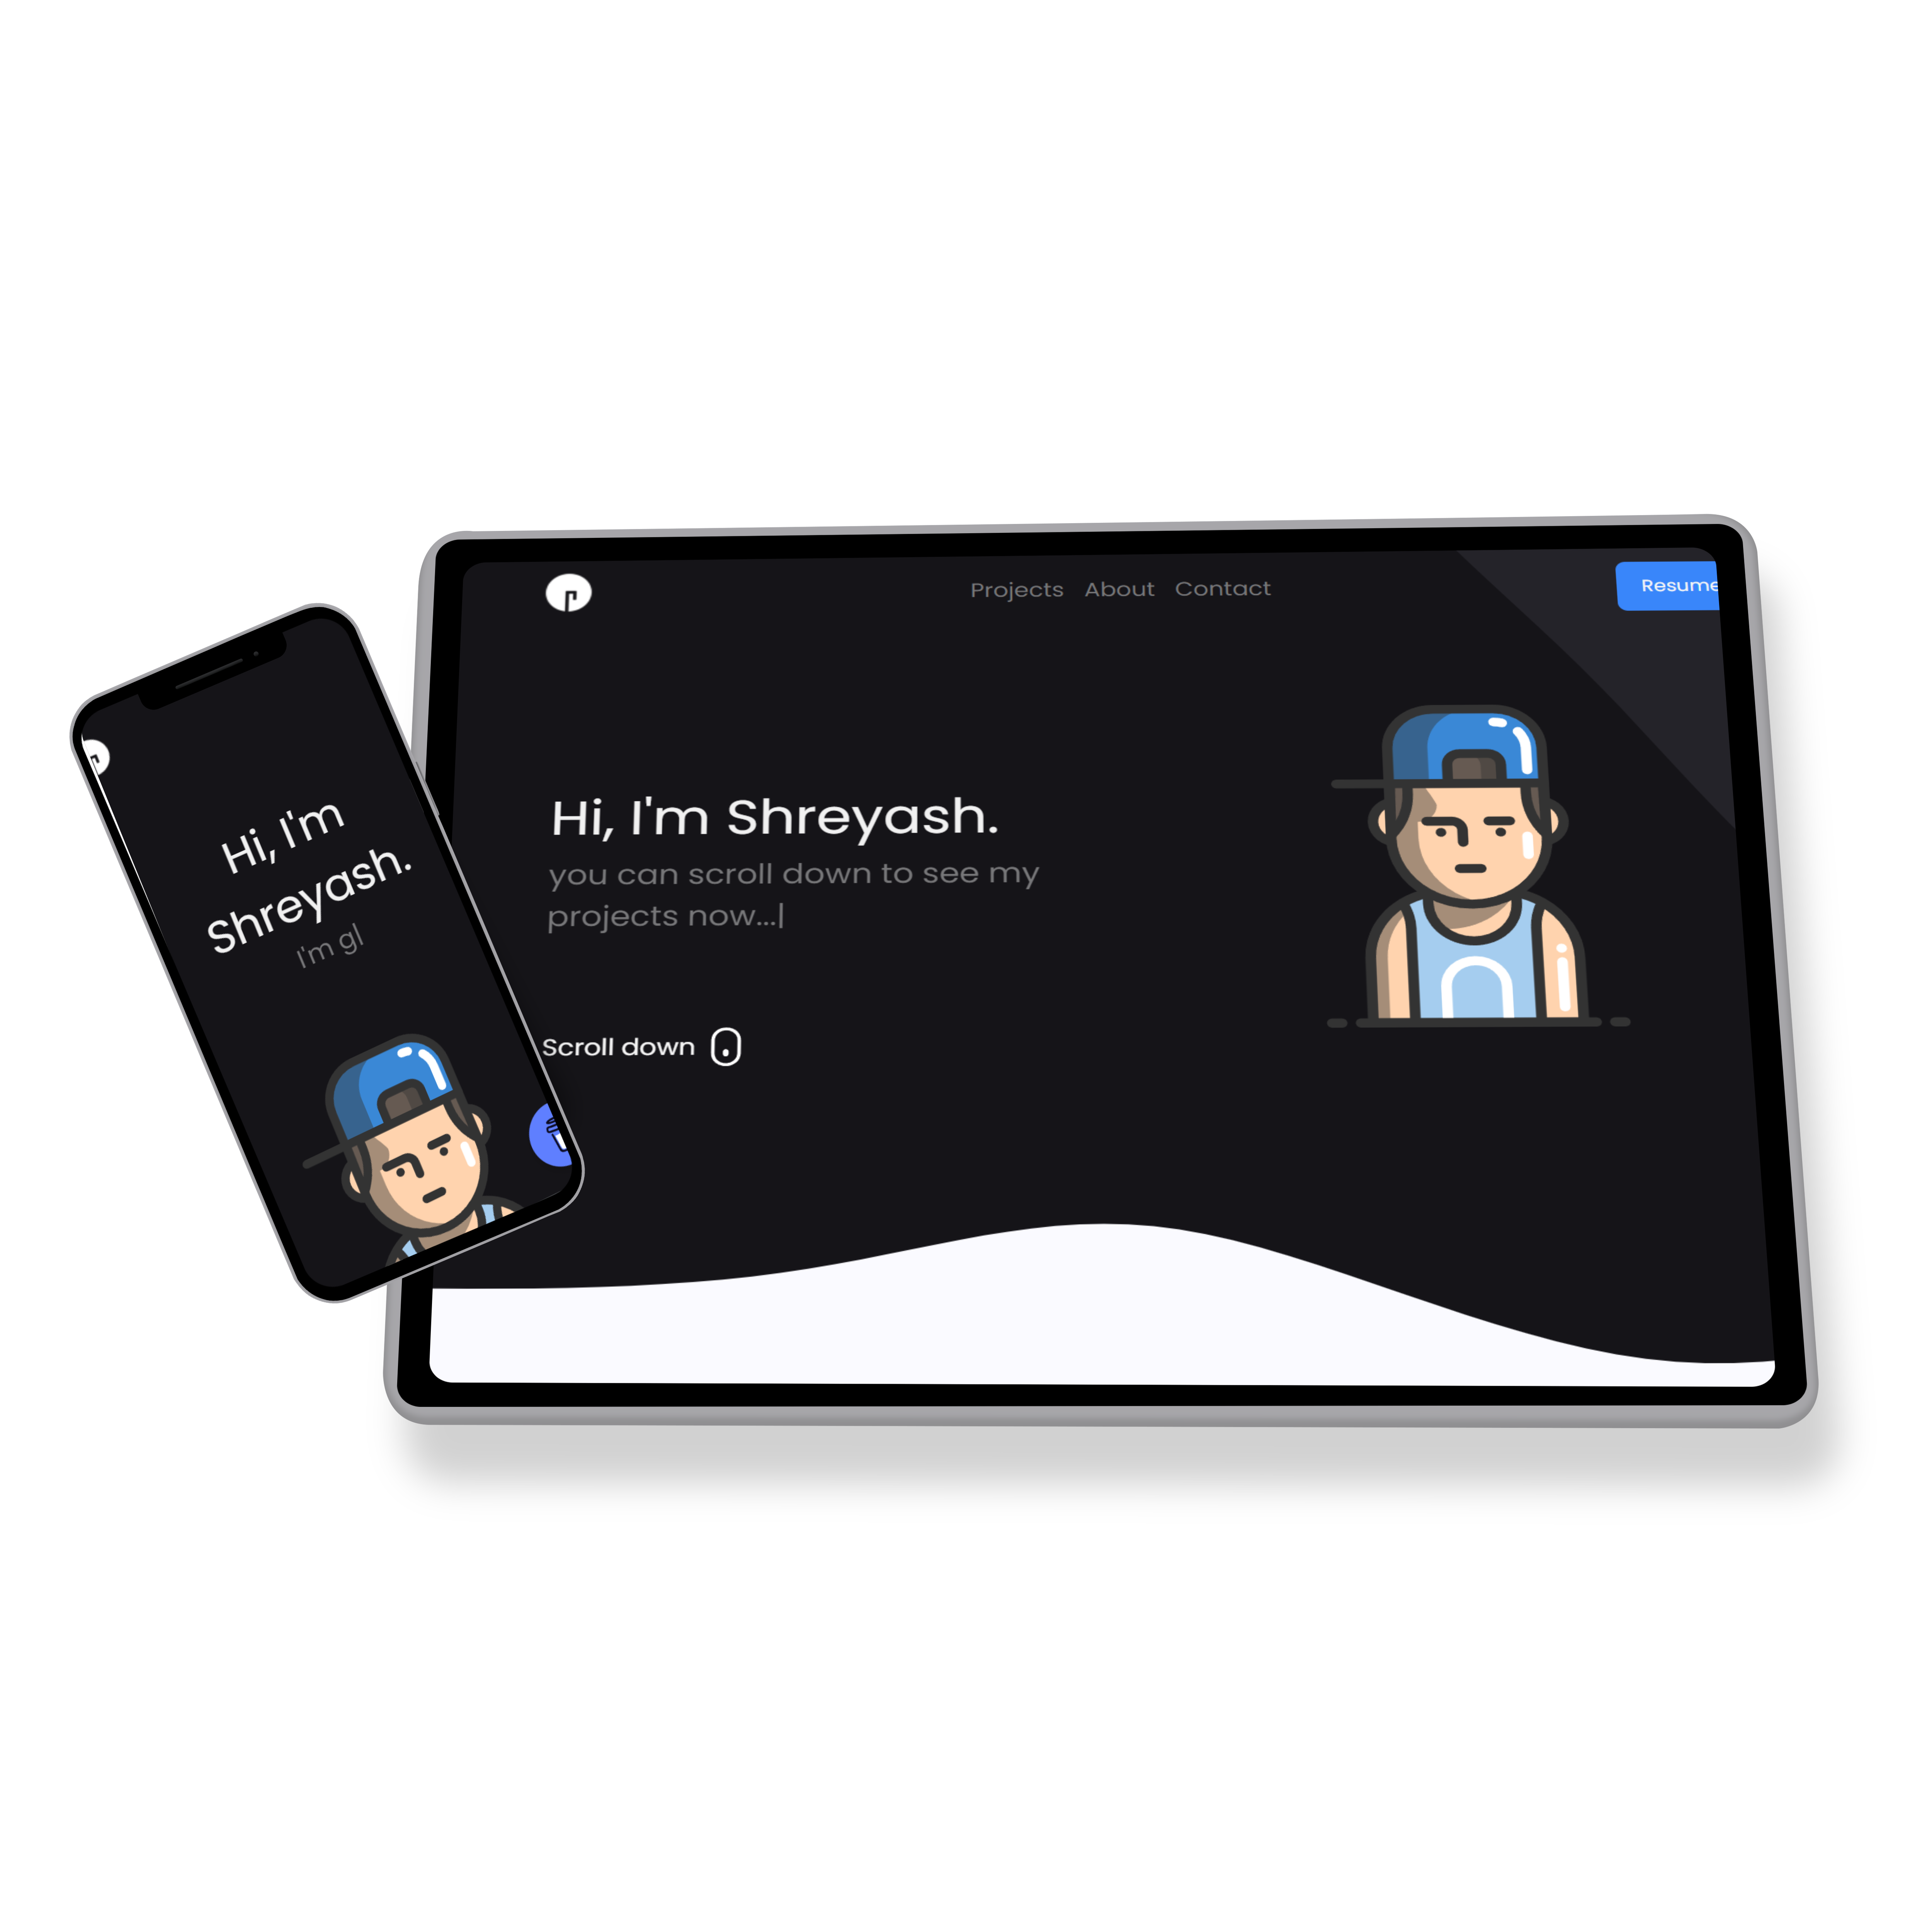 Projects About Contact
Resume
Hi, I'm Shreyash.
you can scroll down to see my
projects now...|
Scroll down
Hi, I'm
Shreyash.
I'm gl